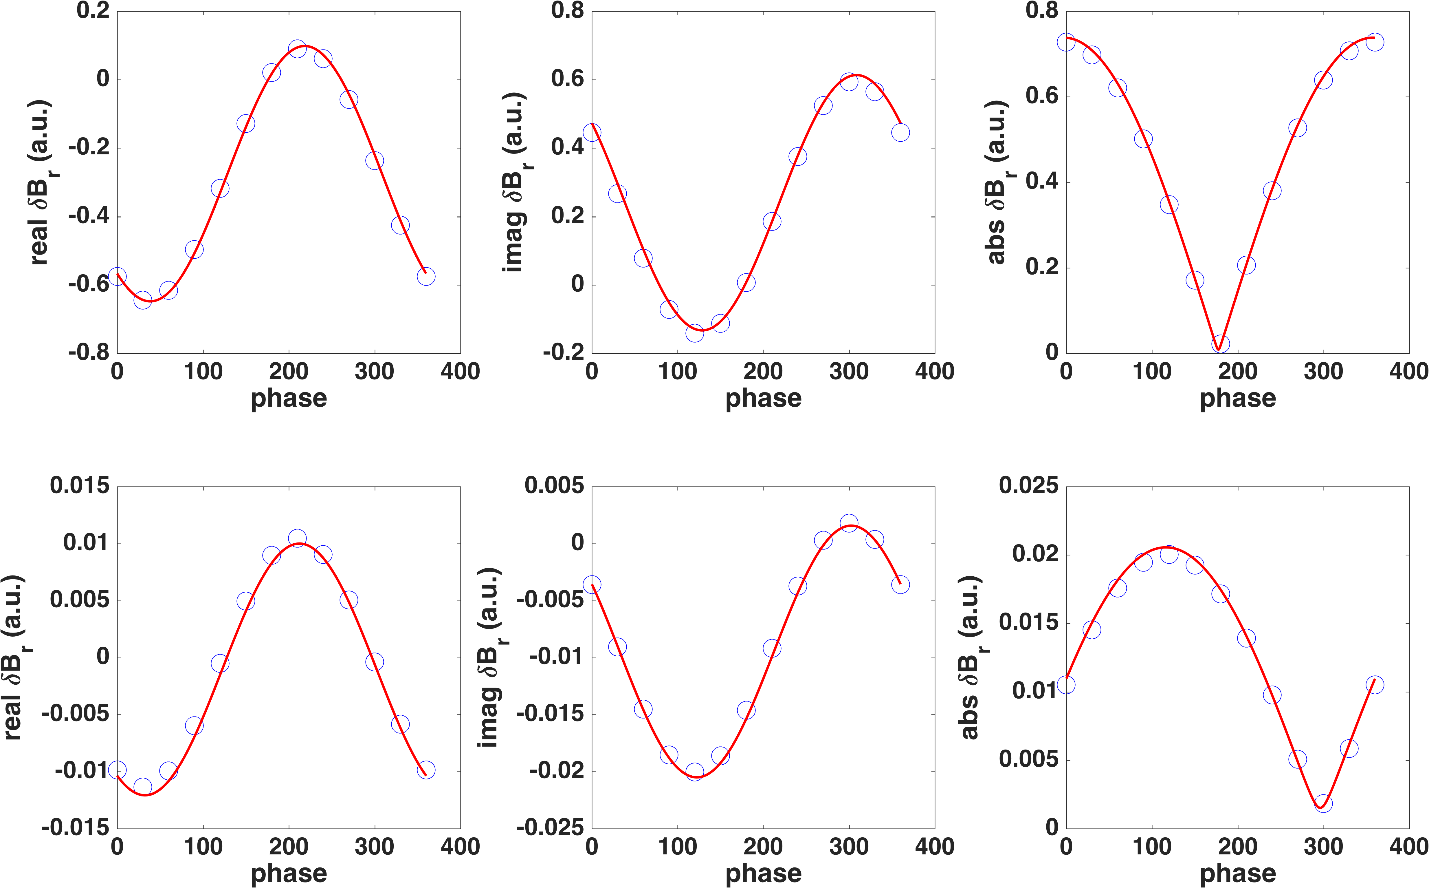 0.2
0
-0.2
-0.4
-0.6
-0.8
0 100 200 300 400
phase
real δBr (a.u.)
0.8
0.6
0.4
0.2
0
-0.2
0 100 200 300 400
phase
imag δBr (a.u.)
0.8
0.6
0.4
0.2
0
0 100 200 300 400
phase
abs δBr (a.u.)
0.015
0.01
0.005
0
-0.005
-0.01
-0.015
0 100 200 300 400
phase
real δBr (a.u.)
0.005
0
-0.005
-0.01
-0.015
-0.02
-0.025
0 100 200 300 400
phase
imag δBr (a.u.)
0.025
0.02
0.015
0.01
0.005
0
0 100 200 300 400
phase
abs δBr (a.u.)